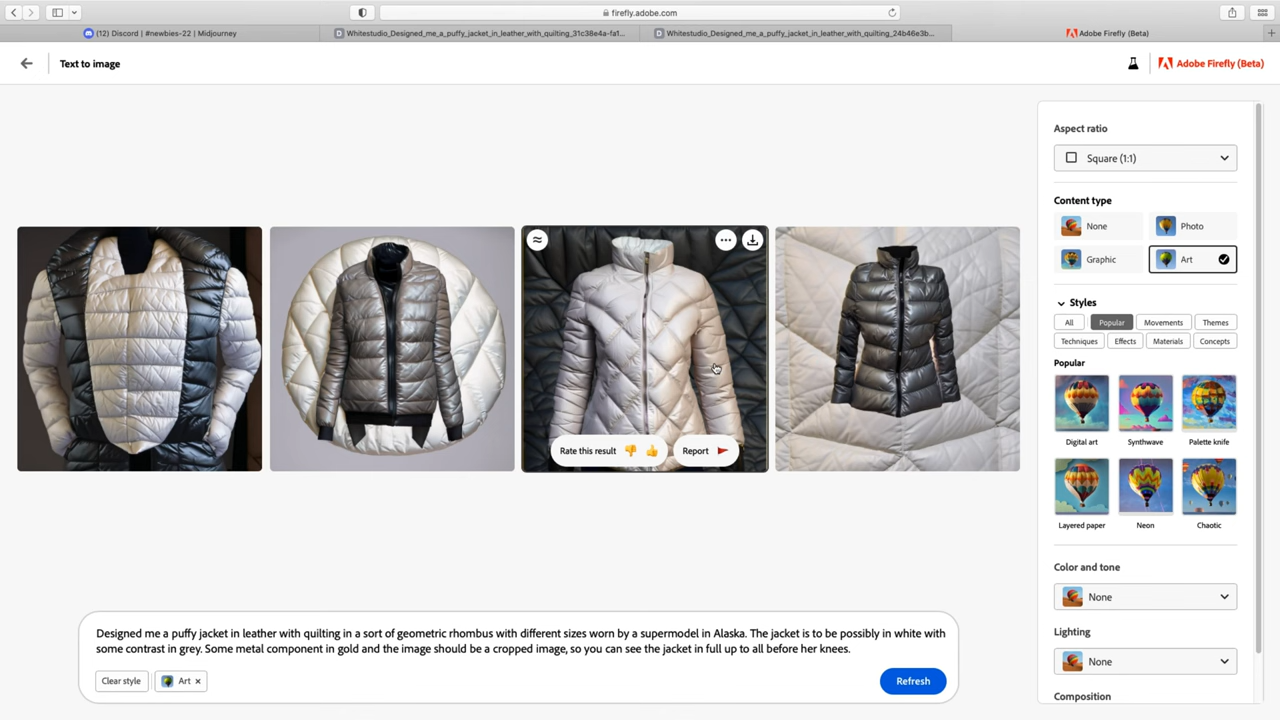 firefly.adobe.com
(12) Discord | #newbies-22 | Midjourney
Whitestudio_Designed_me_a_puffy_jacket_in_leather_with_quilting_31c38e4a-fa1...
Whitestudio_Designed_me_a_puffy_jacket_in_leather_with_quilting_24b46e3b...
Adobe Firefly (Beta)
Text to image
Adobe Firefly (Beta)
Aspect ratio
Square (1:1)
Content type
None
Photo
Graphic
Art
Styles
All
Popular
Movements
Themes
Techniques
Effects
Materials
Concepts
Popular
Digital art
Synthwave
Palette knife
Layered paper
Neon
Chaotic
Color and tone
None
Lighting
None
Composition
Rate this result
Report
Designed me a puffy jacket in leather with quilting in a sort of geometric rhombus with different sizes worn by a supermodel in Alaska. The jacket is to be possibly in white with
some contrast in grey. Some metal component in gold and the image should be a cropped image, so you can see the jacket in full up to all before her knees.
Clear style
Art
Refresh